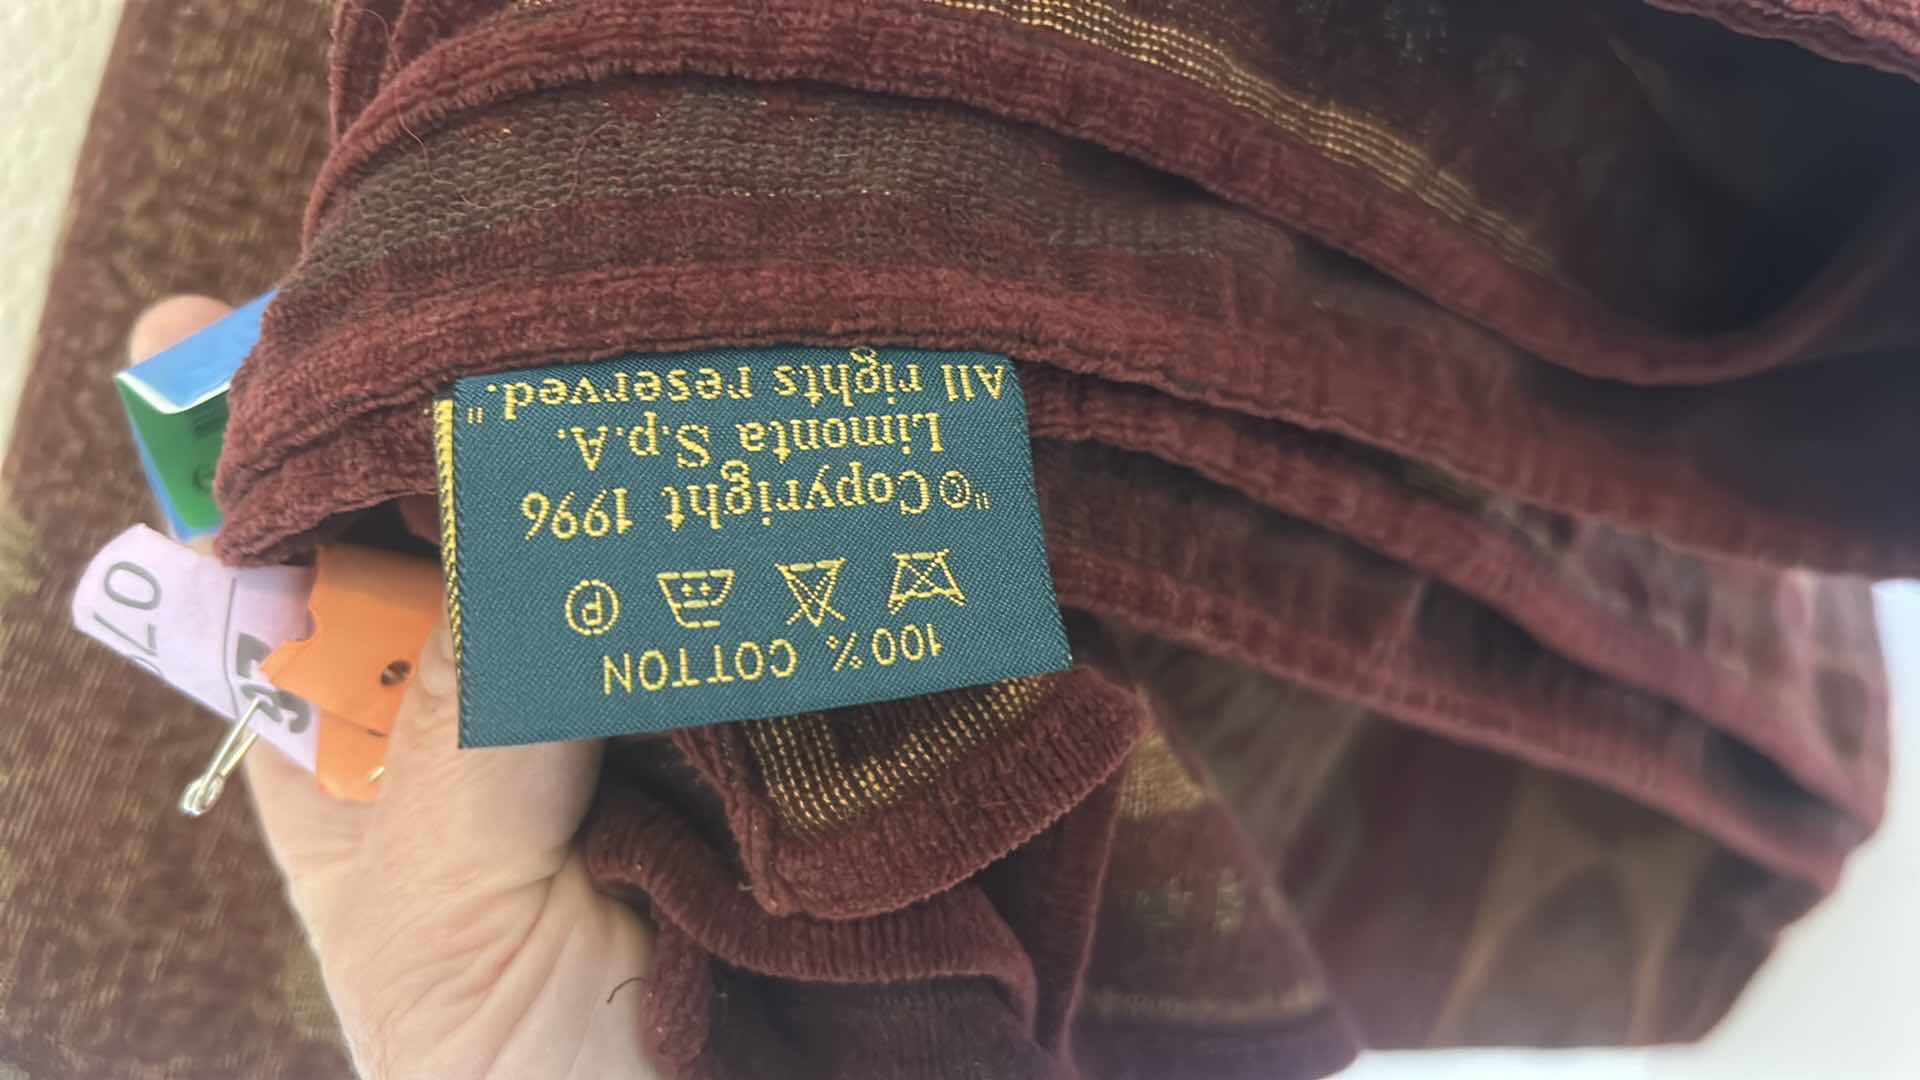 100 % COTTON
P
"© Copyright 1996
Limonta S.p.A.
All rights reserved. "